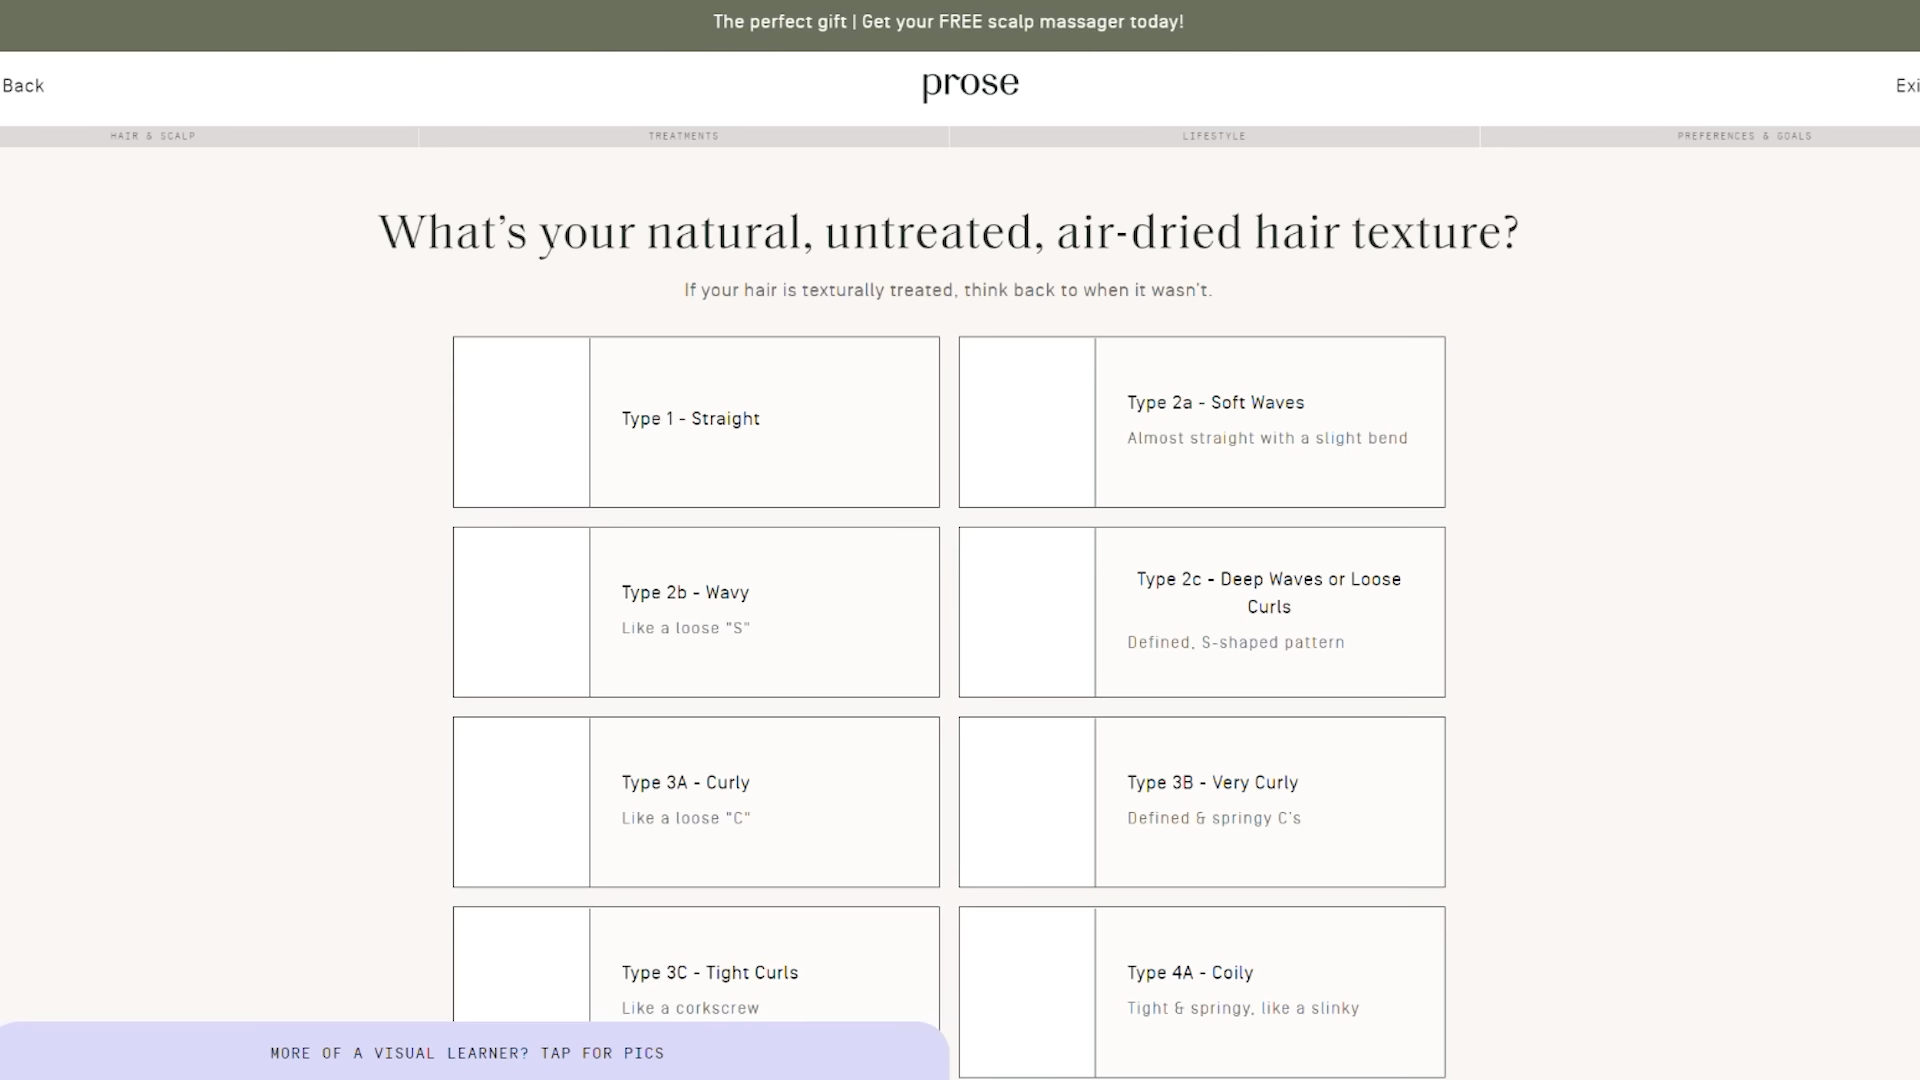 The perfect gift | Get your FREE scalp massager today!
Back
prose
Exi
HAIR & SCALP
TREATMENTS
LIFESTYLE
PREFERENCES & GOALS
What's your natural, untreated, air-dried hair texture?
If your hair is texturally treated, think back to when it wasn't.
Type 1 - Straight
Type 2a - Soft Waves
Almost straight with a slight bend
Type 2b - Wavy
Like a loose "S"
Type 2c - Deep Waves or Loose
Curls
Defined, S-shaped pattern
Type 3A - Curly
Like a loose "C"
Type 3B - Very Curly
Defined & springy C's
Type 3C - Tight Curls
Like a corkscrew
Type 4A - Coily
Tight & springy, like a slinky
MORE OF A VISUAL LEARNER? TAP FOR PICS